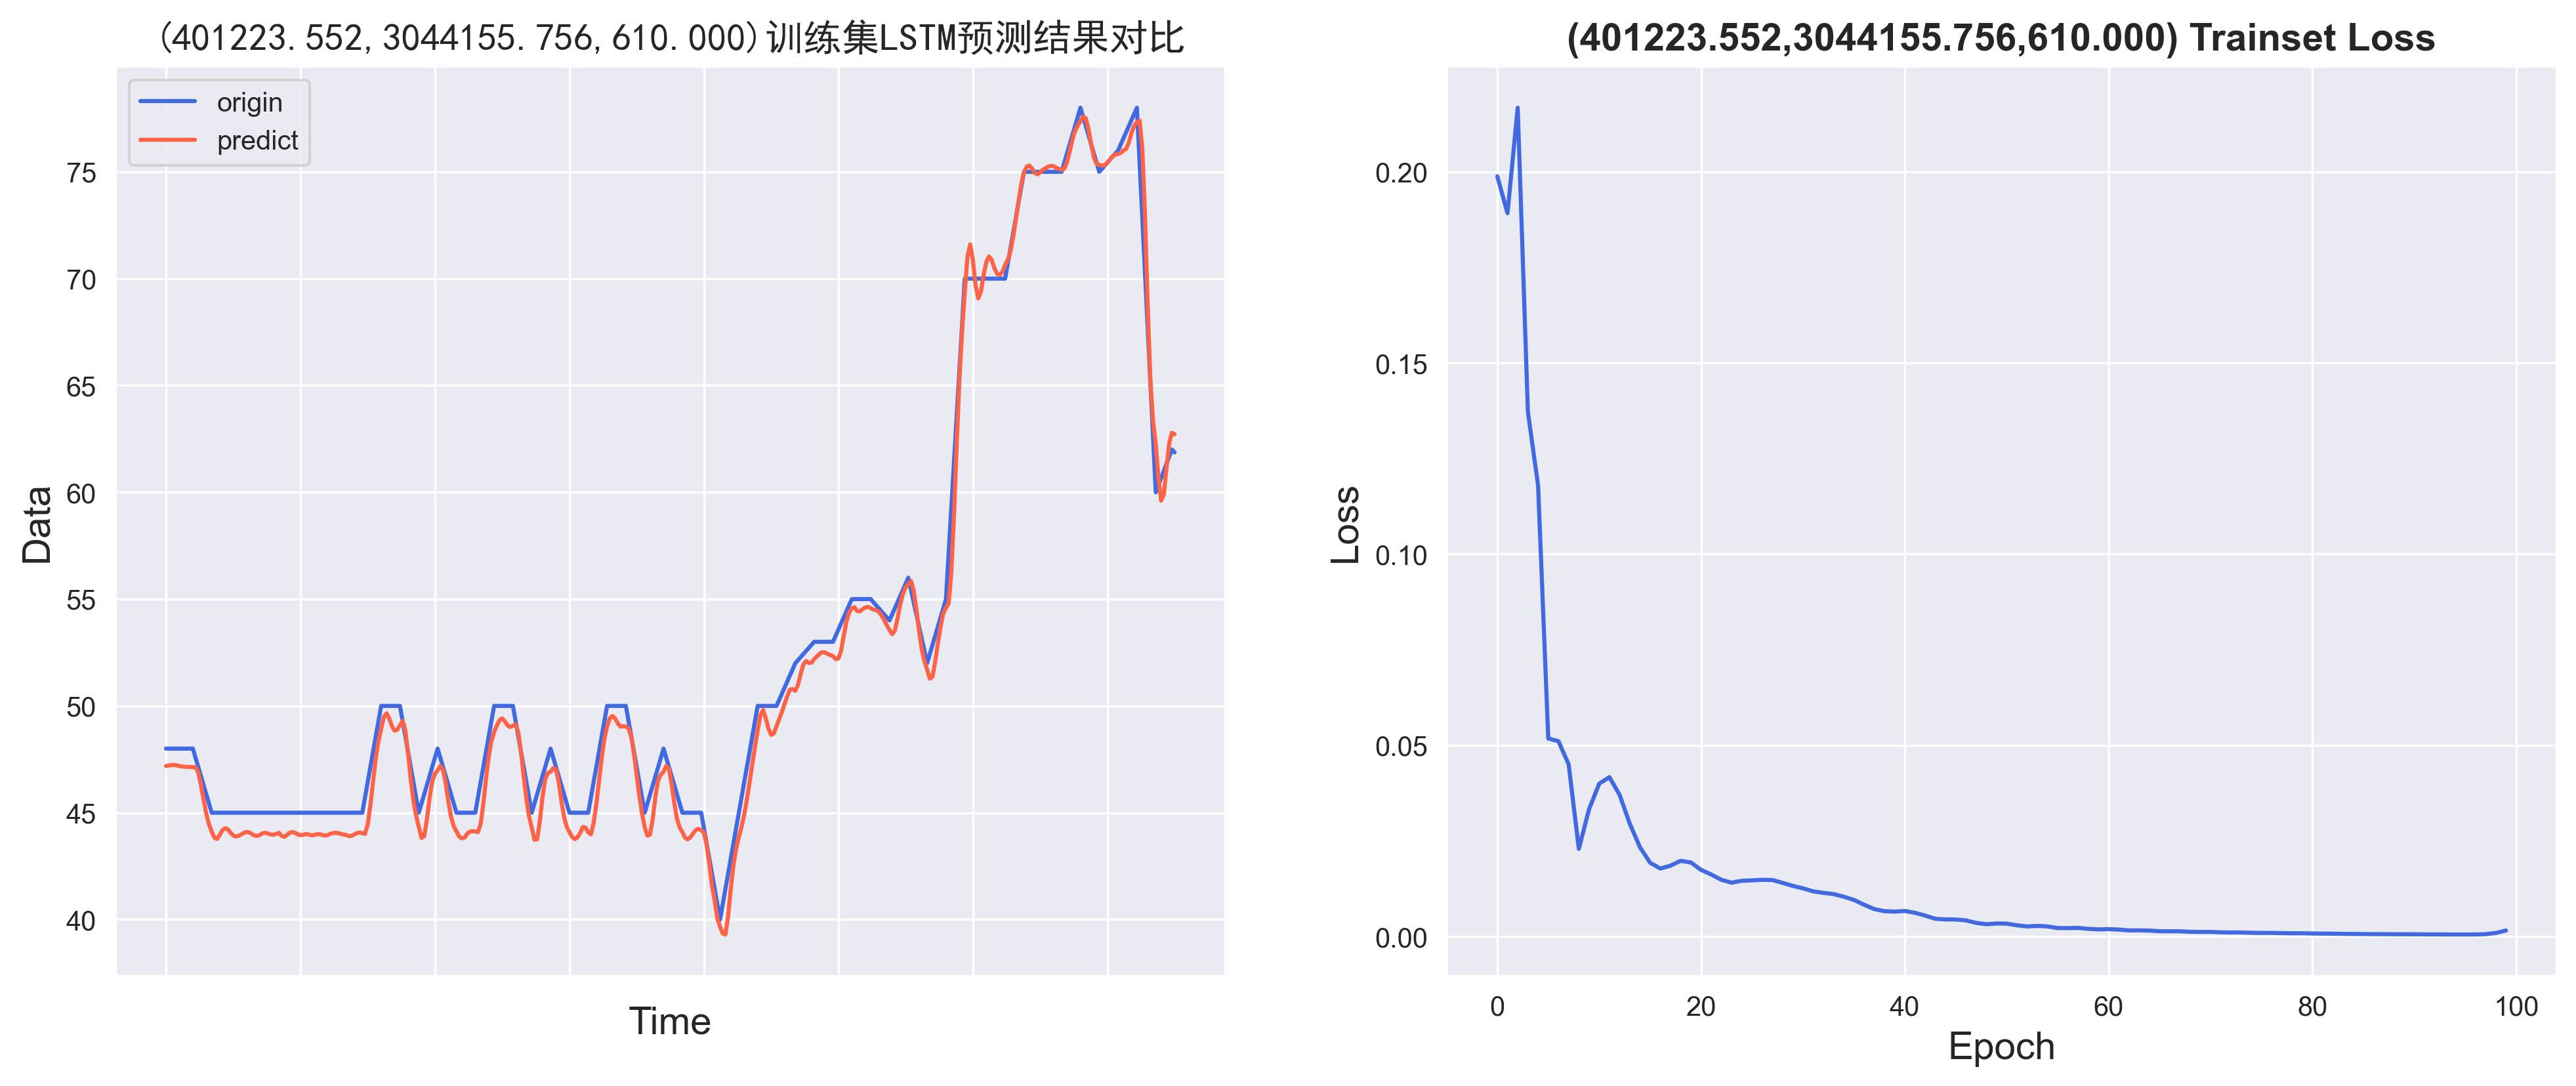 (401223.552,3044155.756,610.000)训练集LSTM预测结果对比
origin
predict
75
70
65
60
55
50
45
40
Data
Time
(401223.552,3044155.756,610.000) Trainset Loss
0.20
0.15
0.10
0.05
0.00
Loss
0 20 40 60 80 100
Epoch